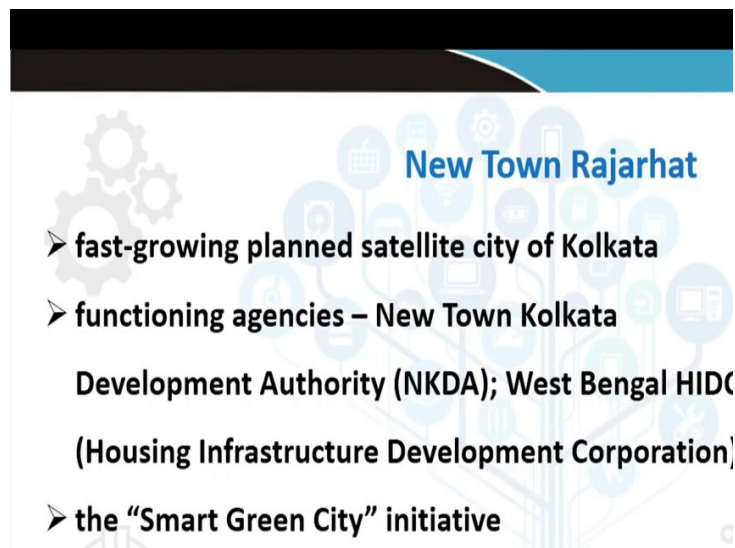 New Town Rajarhat
➢ fast-growing planned satellite city of Kolkata
➢ functioning agencies – New Town Kolkata
Development Authority (NKDA); West Bengal HIDC
(Housing Infrastructure Development Corporation)
➢ the “Smart Green City” initiative